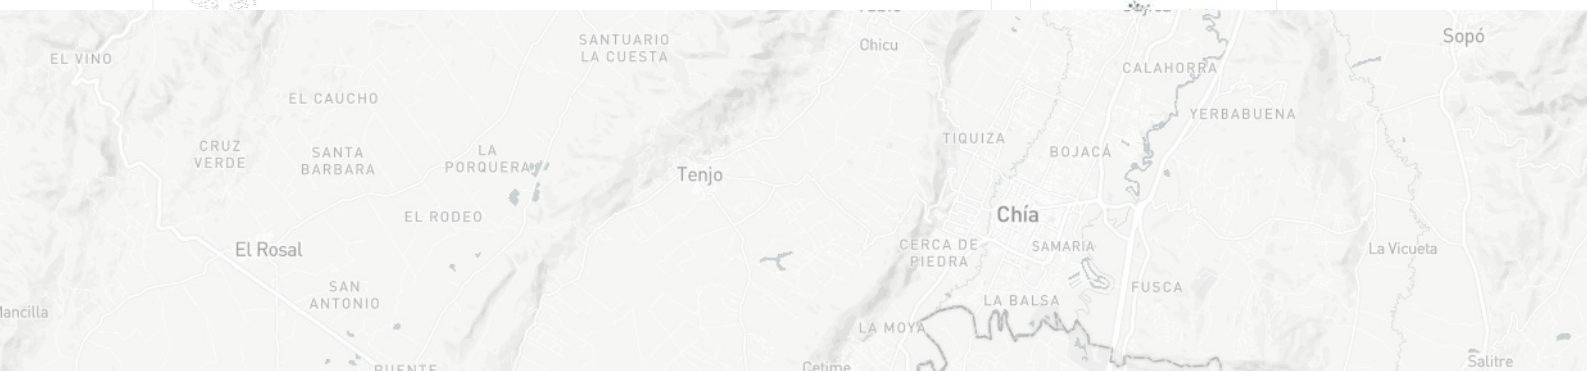 SANTUARIO
LA CUESTA
Chicu
Sopó
EL VINO
CALAHORRA
EL CAUCHO
YERBABUENA
CRUZ
VERDE
SANTA
BARBARA
LA
PORQUERA
TIQUIZA
BOJACÁ
Tenjo
EL RODEO
Chía
El Rosal
CERCA DE
PIEDRA
SAMARIA
La Vicueta
SAN
ANTONIO
LA BALSA
FUSCA
LA MOYA
Salitre
Cetime
PUENTE